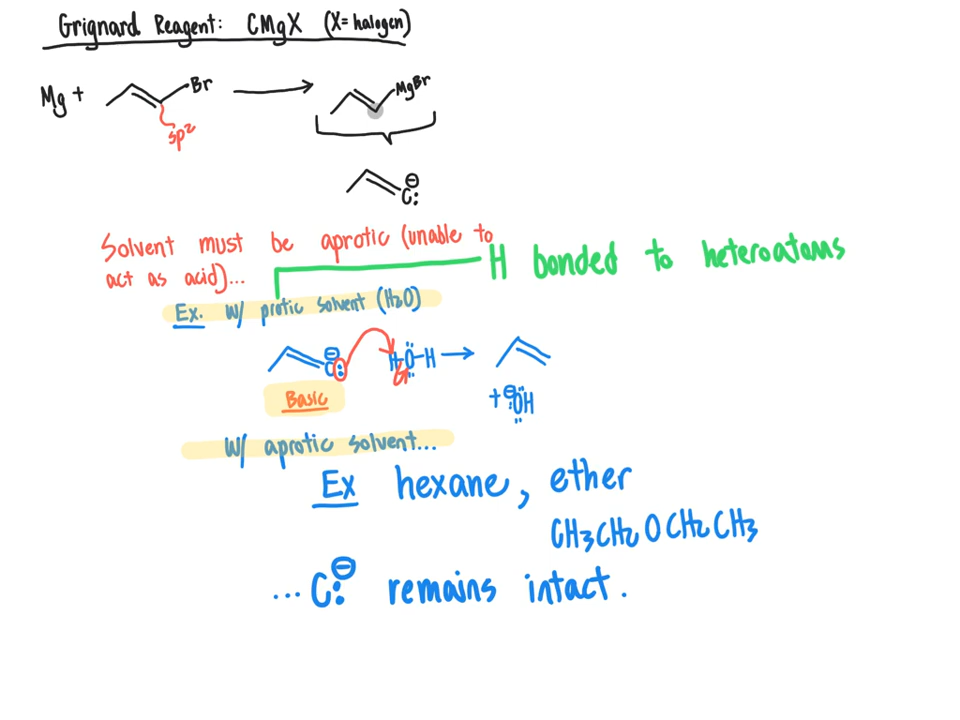 Grignard Reagent: CMgX (X=halogen)
Mg + Br MgBr
sp²
⊖
C:
Solvent must be aprotic (unable to
act as acid)...
H bonded to heteroatoms
Ex. w/ protic solvent (H₂O)
⊖
C: H-O-H
Basic
+ ⊖OH
w/ aprotic solvent...
Ex hexane, ether
CH₃CH₂OCH₂CH₃
...C:⊖ remains intact.